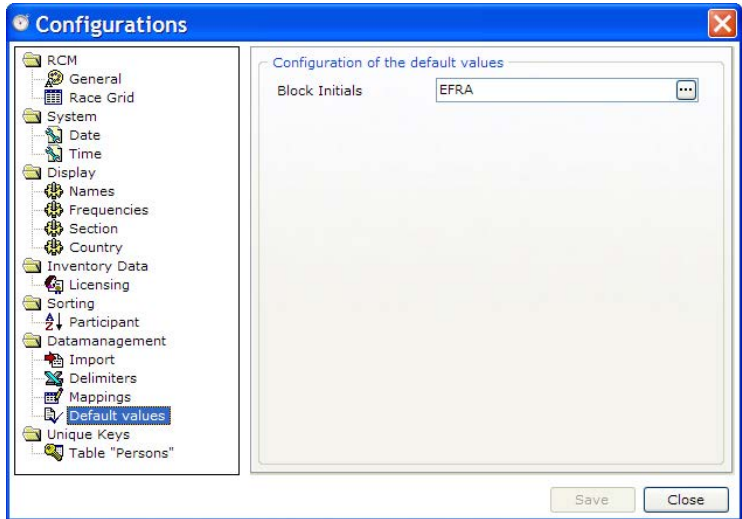 Configurations
RCM
General
Race Grid
System
Date
Time
Display
Names
Frequencies
Section
Country
Inventory Data
Licensing
Sorting
Participant
Datamanagement
Import
Delimiters
Mappings
Default values
Unique Keys
Table "Persons"
Configuration of the default values
Block Initials EFRA ...
Save Close